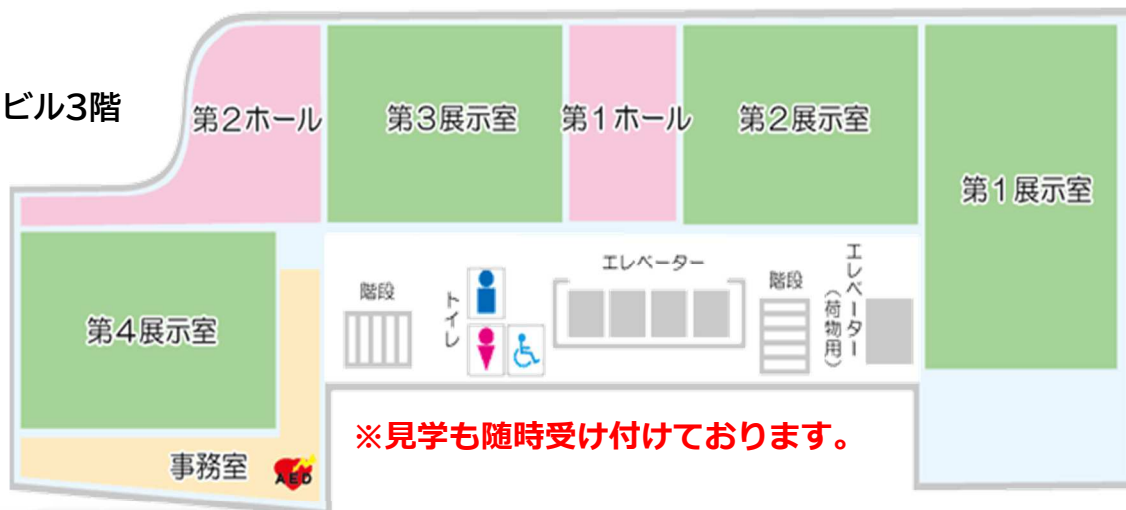 ビル3階
第2ホール
第3展示室
第1ホール
第2展示室
第1展示室
第4展示室
階段
トイレ
エレベーター
階段
エレベーター
（荷物用）
※見学も随時受け付けております。
事務室
AED